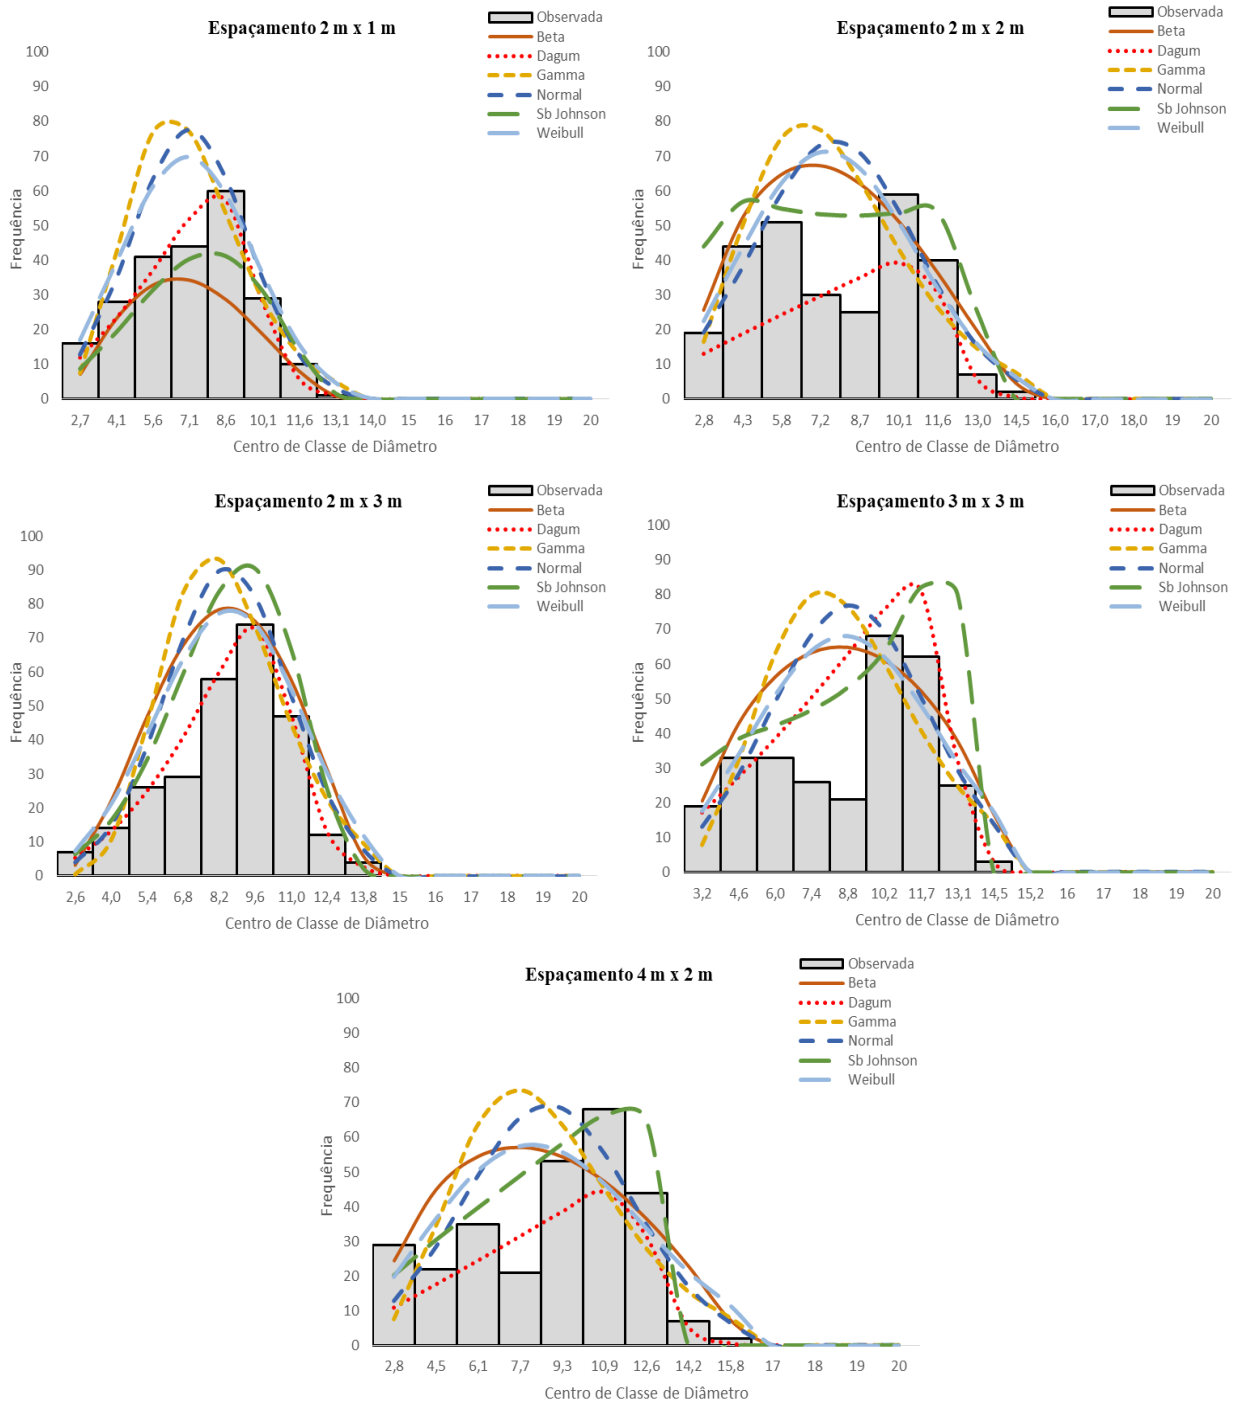 Espaçamento 2 m x 1 m
Observada
Beta
Dagum
Gamma
Normal
Sb Johnson
Weibull
100
90
80
70
60
50
40
30
20
10
0
Frequência
2,7 4,1 5,6 7,1 8,6 10,1 11,6 13,1 14,0 15 16 17 18 19 20
Centro de Classe de Diâmetro
Espaçamento 2 m x 2 m
Observada
Beta
Dagum
Gamma
Normal
Sb Johnson
Weibull
100
90
80
70
60
50
40
30
20
10
0
Frequência
2,8 4,3 5,8 7,2 8,7 10,1 11,6 13,0 14,5 16,0 17,0 18,0 19 20
Centro de Classe de Diâmetro
Espaçamento 2 m x 3 m
Observada
Beta
Dagum
Gamma
Normal
Sb Johnson
Weibull
100
90
80
70
60
50
40
30
20
10
0
Frequência
2,6 4,0 5,4 6,8 8,2 9,6 11,0 12,4 13,8 15 16 17 18 19 20
Centro de Classe de Diâmetro
Espaçamento 3 m x 3 m
Observada
Beta
Dagum
Gamma
Normal
Sb Johnson
Weibull
100
90
80
70
60
50
40
30
20
10
0
Frequência
3,2 4,6 6,0 7,4 8,8 10,2 11,7 13,1 14,5 15,2 16 17 18 19 20
Centro de Classe de Diâmetro
Espaçamento 4 m x 2 m
Observada
Beta
Dagum
Gamma
Normal
Sb Johnson
Weibull
100
90
80
70
60
50
40
30
20
10
0
Frequência
2,8 4,5 6,1 7,7 9,3 10,9 12,6 14,2 15,8 17 18 19 20
Centro de Classe de Diâmetro